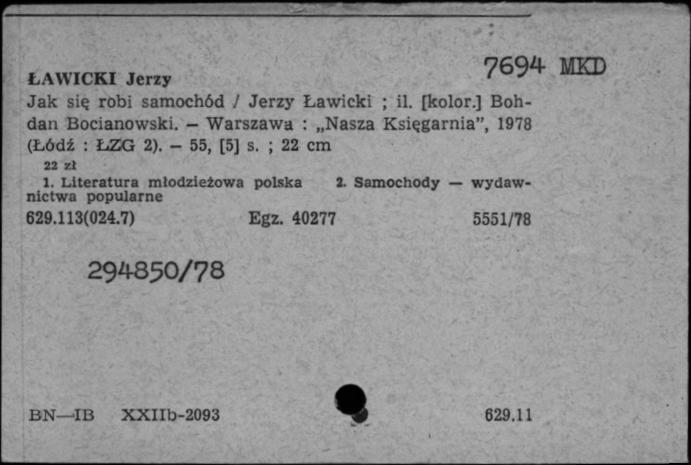 7694 MKD
ŁAWICKI Jerzy
Jak się robi samochód / Jerzy Ławicki ; il. [kolor.] Boh-
dan Bocianowski. — Warszawa : „Nasza Księgarnia”, 1978
(Łódź : ŁZG 2). — 55, [5] s. ; 22 cm
22 zł
1. Literatura młodzieżowa polska 2. Samochody — wydaw-
nictwa popularne
629.113(024.7) Egz. 40277 5551/78
294850/78
BN—IB XXIIb-2093 629.11